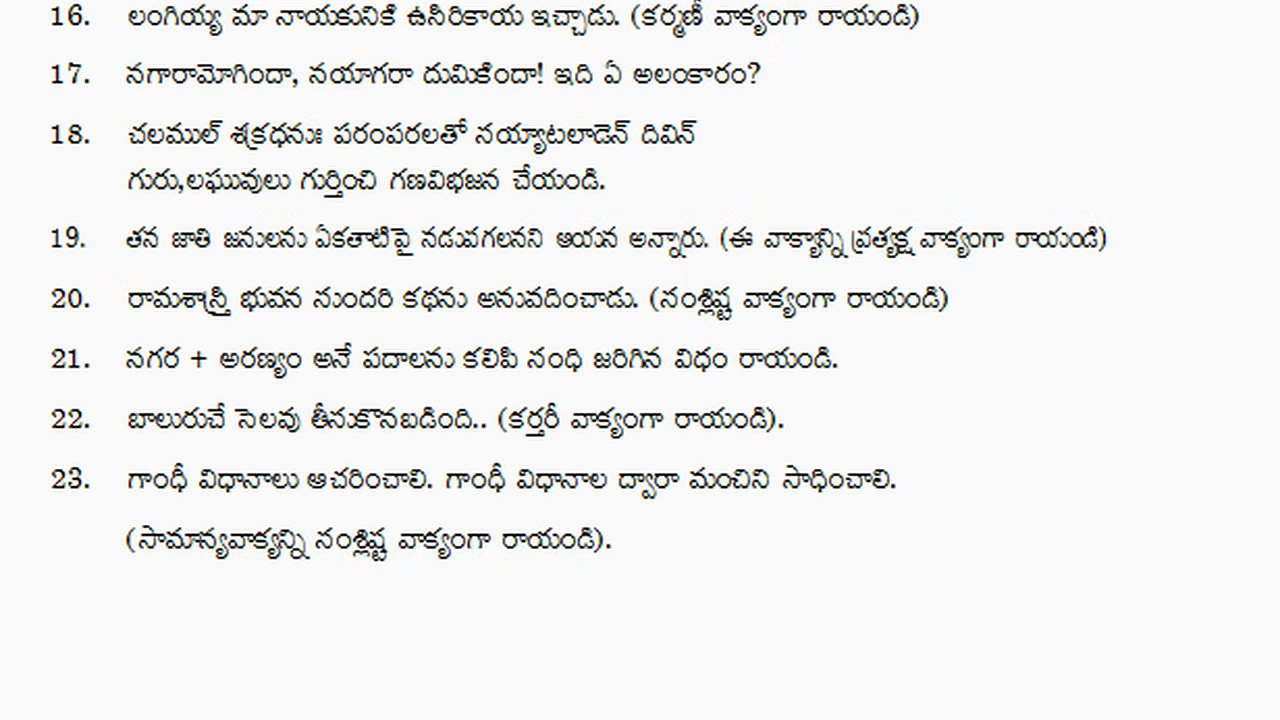 16. లంగియ్య మా నాయకునికి ఉసిరికాయ ఇచ్చాడు. (కర్మణీ వాక్యంగా రాయండి)
17. నగారామోగిందా, నయాగరా దుమికిందా! ఇది ఏ అలంకారం?
18. చలముల్ శక్రధనుః పరంపరలతో నయ్యాటలాడెన్ దివిన్
గురు,లఘువులు గుర్తించి గణవిభజన చేయండి.
19. తన జాతి జనులను ఏకతాటిపై నడువగలనని ఆయన అన్నారు. (ఈ వాక్యాన్ని ప్రత్యక్ష వాక్యంగా రాయండి)
20. రామశాస్త్రి భువన నుందరి కథను అనువదించాడు. (నంశ్లిష్ట వాక్యంగా రాయండి)
21. నగర + అరణ్యం అనే పదాలను కలిపి నంధి జరిగిన విధం రాయండి.
22. బాలురుచే సెలవు తీనుకొనబడింది.. (కర్తరీ వాక్యంగా రాయండి).
23. గాంధీ విధానాలు ఆచరించాలి. గాంధీ విధానాల ద్వారా మంచిని సాధించాలి.
(సామాన్యవాక్యన్ని నంశ్లిష్ట వాక్యంగా రాయండి).